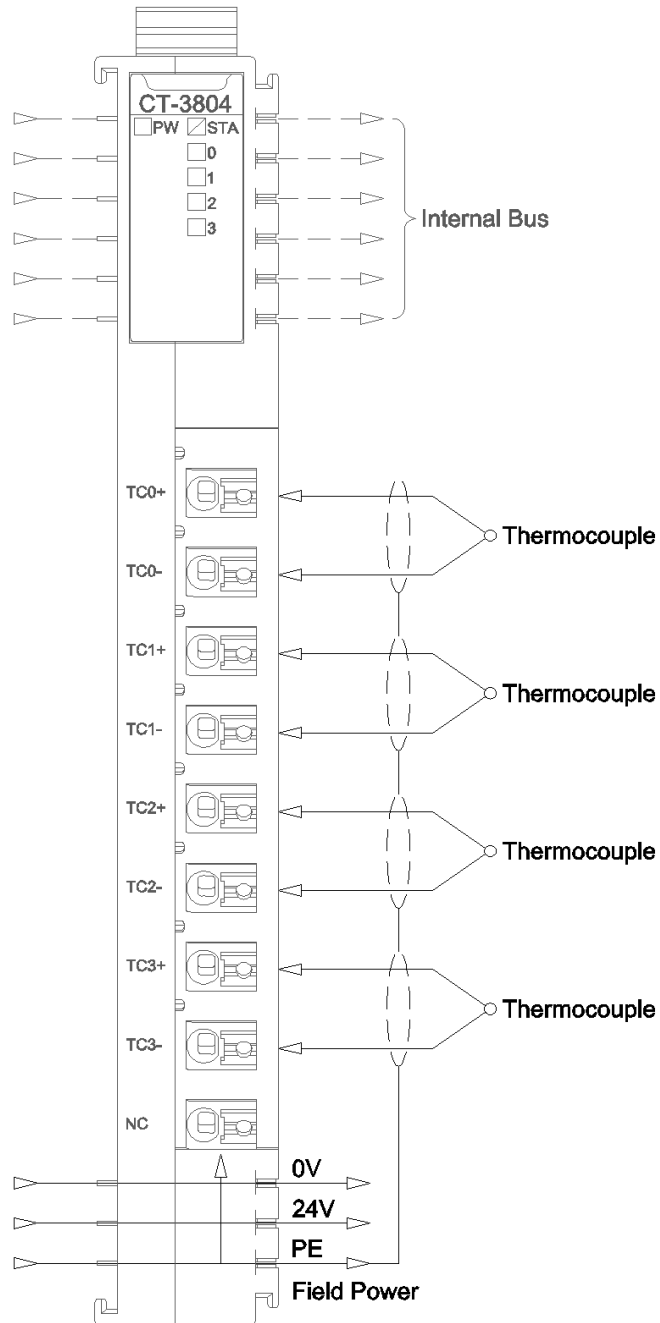 CT-3804
PW STA
0
1
2
3
Internal Bus
TC0+
Thermocouple
TC0-
TC1+
Thermocouple
TC1-
TC2+
Thermocouple
TC2-
TC3+
Thermocouple
TC3-
NC
0V
24V
PE
Field Power